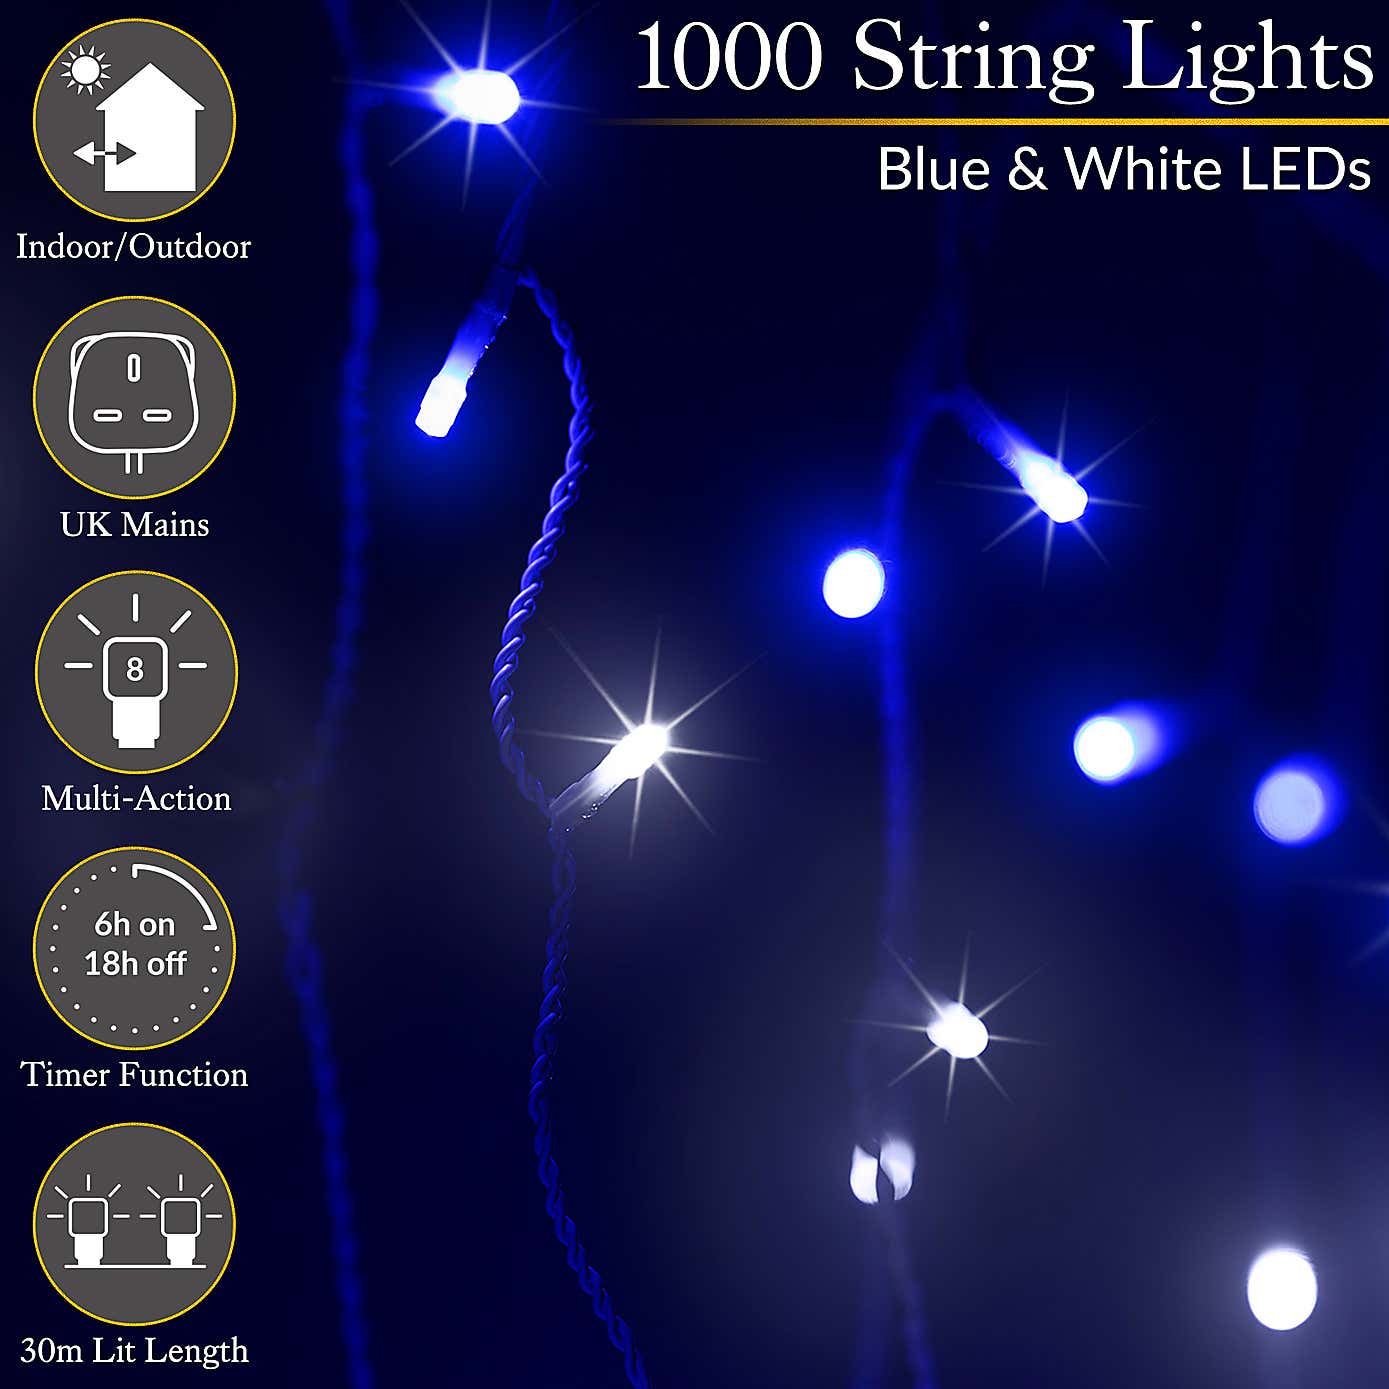 1000 String Lights
Blue & White LEDs
Indoor/Outdoor
UK Mains
8
Multi-Action
6h on
18h off
Timer Function
30m Lit Length